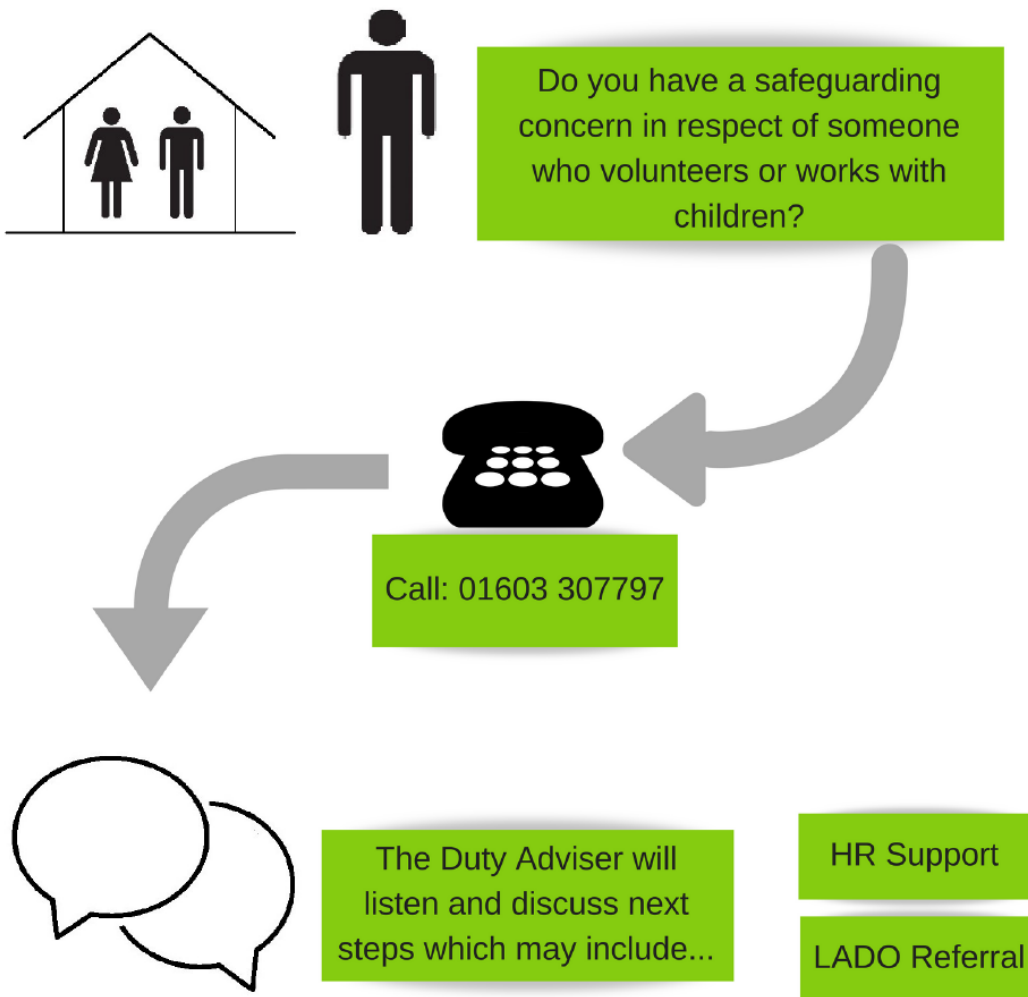 Do you have a safeguarding
concern in respect of someone
who volunteers or works with
children?
Call: 01603 307797
The Duty Adviser will
listen and discuss next
steps which may include...
HR Support
LADO Referral